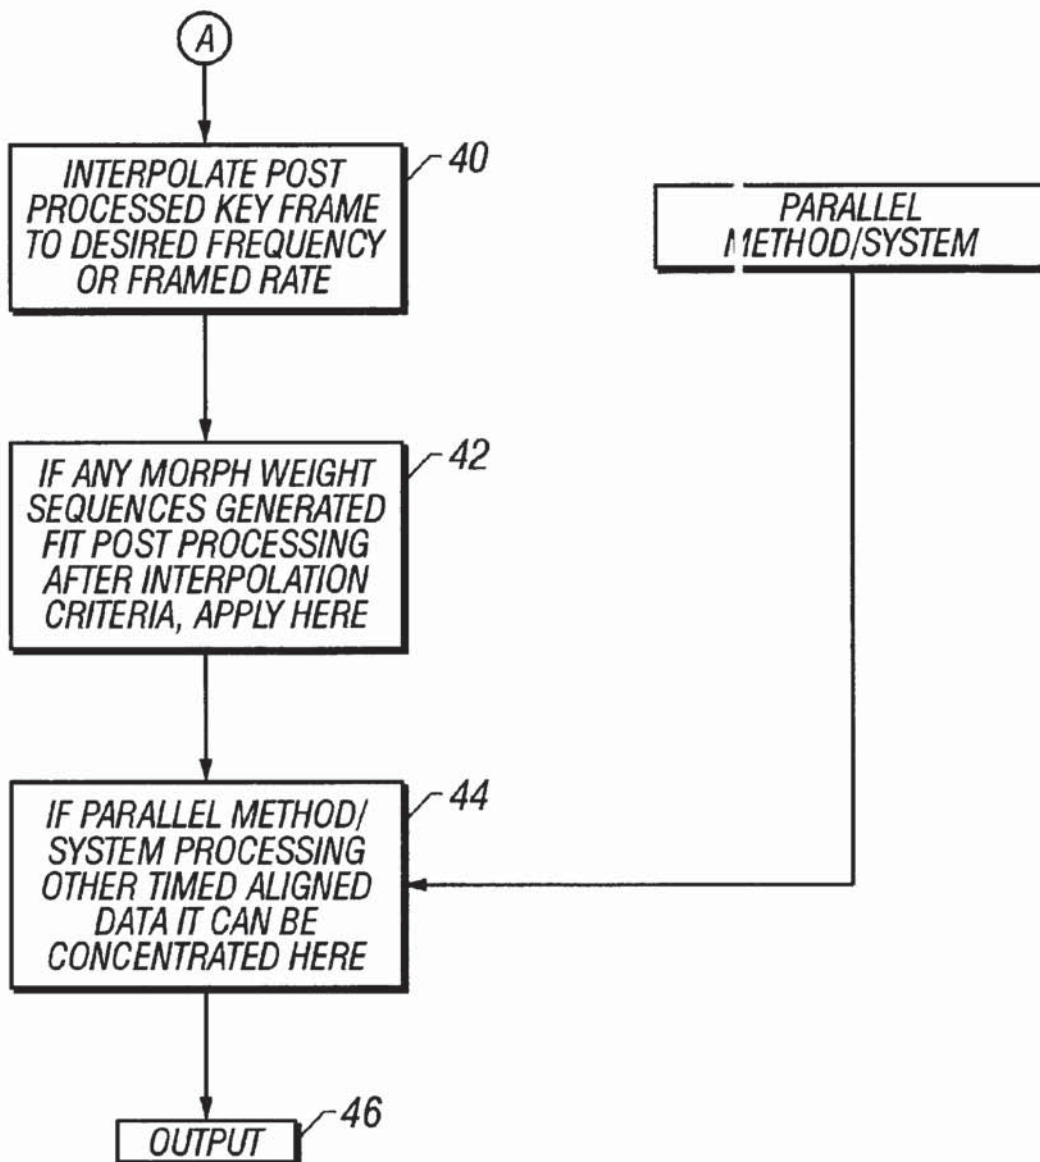 A
INTERPOLATE POST
PROCESSED KEY FRAME
TO DESIRED FREQUENCY
OR FRAMED RATE
40
PARALLEL
METHOD/SYSTEM
IF ANY MORPH WEIGHT
SEQUENCES GENERATED
FIT POST PROCESSING
AFTER INTERPOLATION
CRITERIA, APPLY HERE
42
IF PARALLEL METHOD/
SYSTEM PROCESSING
OTHER TIMED ALIGNED
DATA IT CAN BE
CONCENTRATED HERE
44
OUTPUT
46